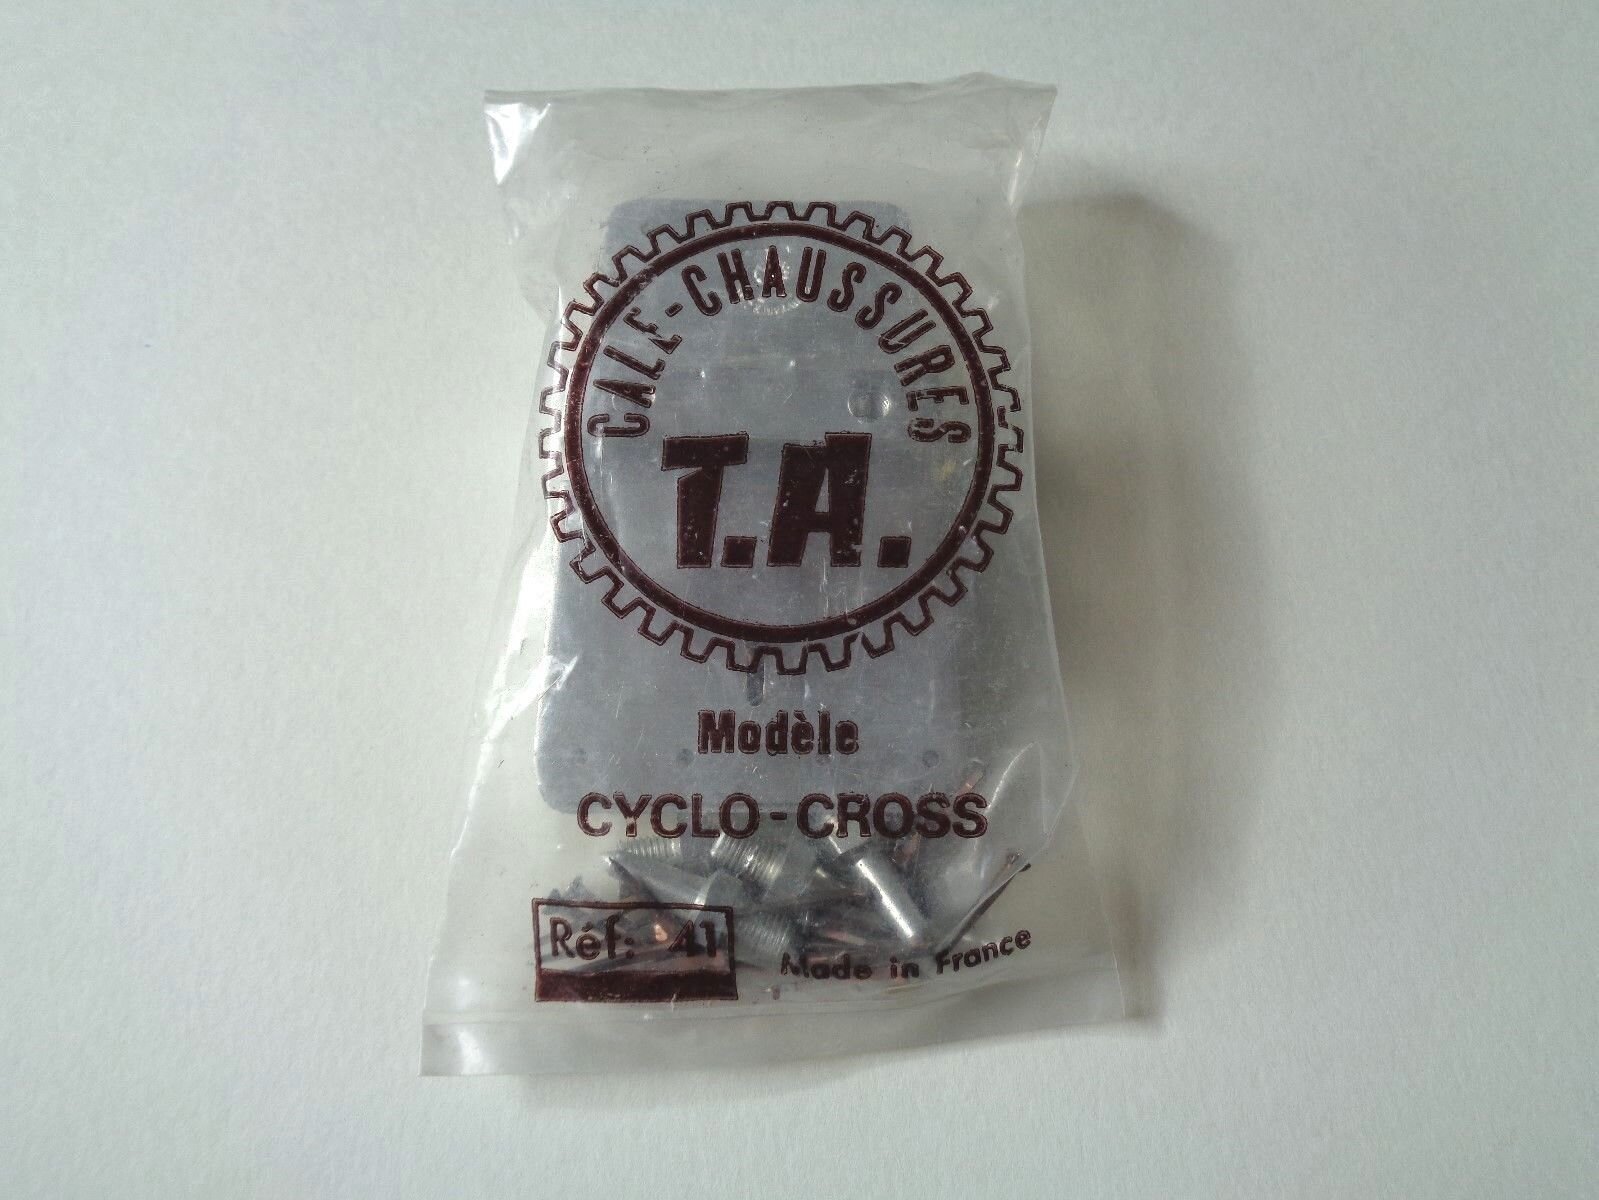 CALE-CHAUSSURES
T.A.
Modèle
CYCLO-CROSS
Réf: 41
Made in France